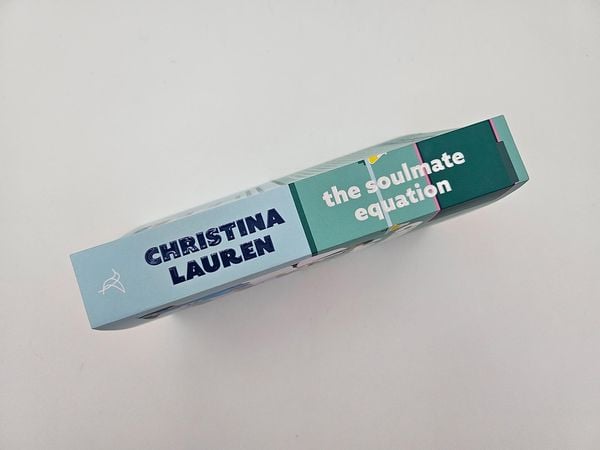 CHRISTINA
LAUREN
the soulmate
equation